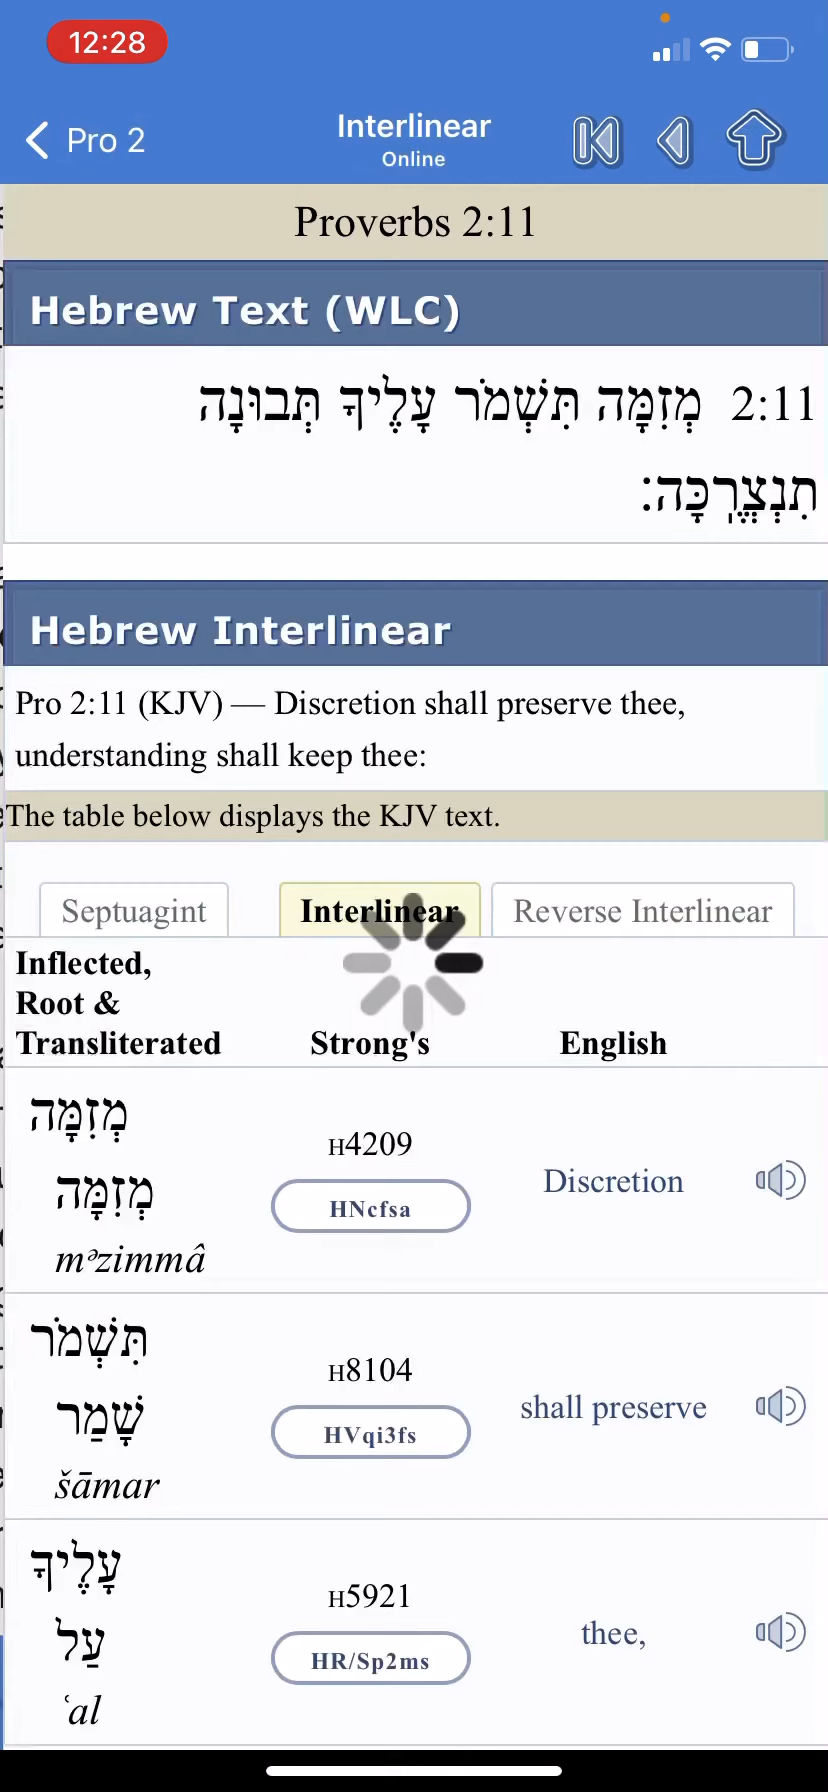 12:28
Pro 2
Interlinear
Online
Proverbs 2:11
Hebrew Text (WLC)
2:11 מְזִמָּה תִּשְׁמֹר עָלֶיךָ תְּבוּנָה
תִנְצְרֶֽכָּה׃
Hebrew Interlinear
Pro 2:11 (KJV) — Discretion shall preserve thee,
understanding shall keep thee:
The table below displays the KJV text.
Septuagint Interlinear Reverse Interlinear
Inflected,
Root &
Transliterated Strong's English
מְזִמָּה
מְזִמָּה
mᵊzimmâ
H4209
HNcfsa
Discretion
תִּשְׁמֹר
שָׁמַר
šāmar
H8104
HVqi3fs
shall preserve
עָלֶיךָ
עַל
ʿal
H5921
HR/Sp2ms
thee,